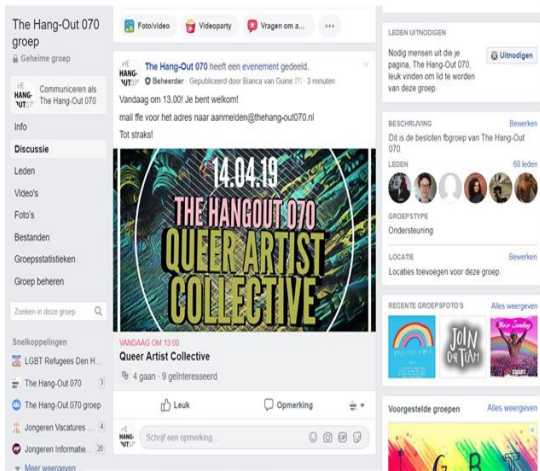 The Hang-Out 070
groep
Geheime groep
HANG-
Communiceren als
The Hang-Out 070
Info
Discussie
Leden
Video's
Foto's
Bestanden
Groepsstatistieken
Groep beheren
Zoeken in deze groep
Snelkoppelingen
LGBT Refugees Den H...
The Hang-Out 070 3
The Hang-Out 070 groep
Jongeren Vacatures ... 4
Jongeren Informatie... 20
Meer weergeven
Foto/video
Videoparty
Vragen om a...
The Hang-Out 070 heeft een evenement gedeeld.
Beheerder · Gepubliceerd door Bianca van Guine [?] · 3 minuten
Vandaag om 13.00! Je bent welkom!
mail ffe voor het adres naar aanmelden@thehang-out070.nl
Tot straks!
14.04.19
THE HANGOUT 070
QUEER ARTIST
COLLECTIVE
VANDAAG OM 13:00
Queer Artist Collective
4 gaan · 9 geïnteresseerd
Leuk
Opmerking
HANG-
Schrijf een opmerking...
GIF
LEDEN UITNODIGEN
Nodig mensen uit die je
pagina, The Hang-Out 070,
leuk vinden om lid te worden
van deze groep.
Uitnodigen
BESCHRIJVING Bewerken
Dit is de besloten fbgroep van The Hang-Out
070.
LEDEN 68 leden
GROEPSTYPE
Ondersteuning
LOCATIE Bewerken
Locaties toevoegen voor deze groep
RECENTE GROEPSFOTO'S Alles weergeven
JOIN
OUR TEAM
Voorgestelde groepen Alles weergeven